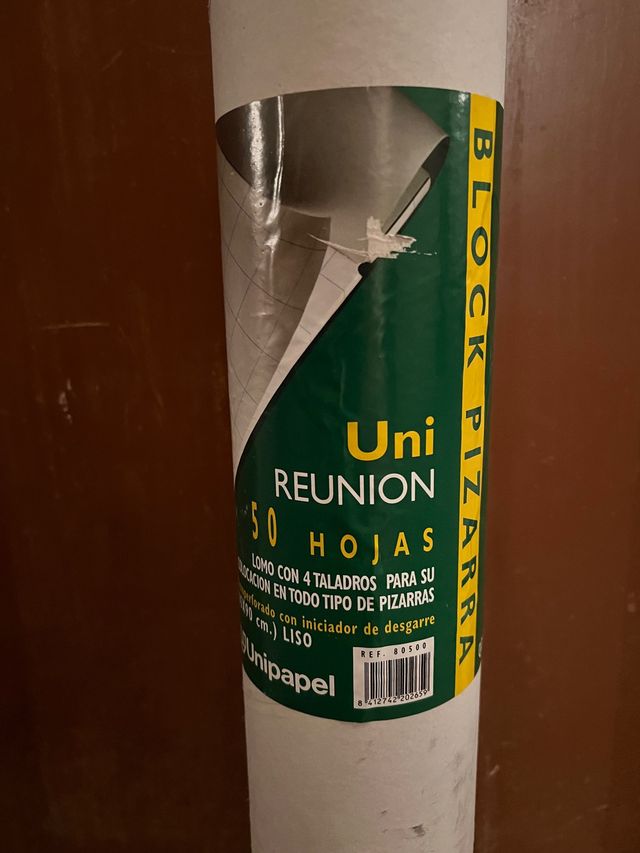 BLOCK PIZARRA
Uni
REUNION
50 HOJAS
LOMO CON 4 TALADROS PARA SU
EN TODO TIPO DE PIZARRAS
con iniciador de desgarre
cm.) LISO
Unipapel
REF. 80500
8 412742 202659